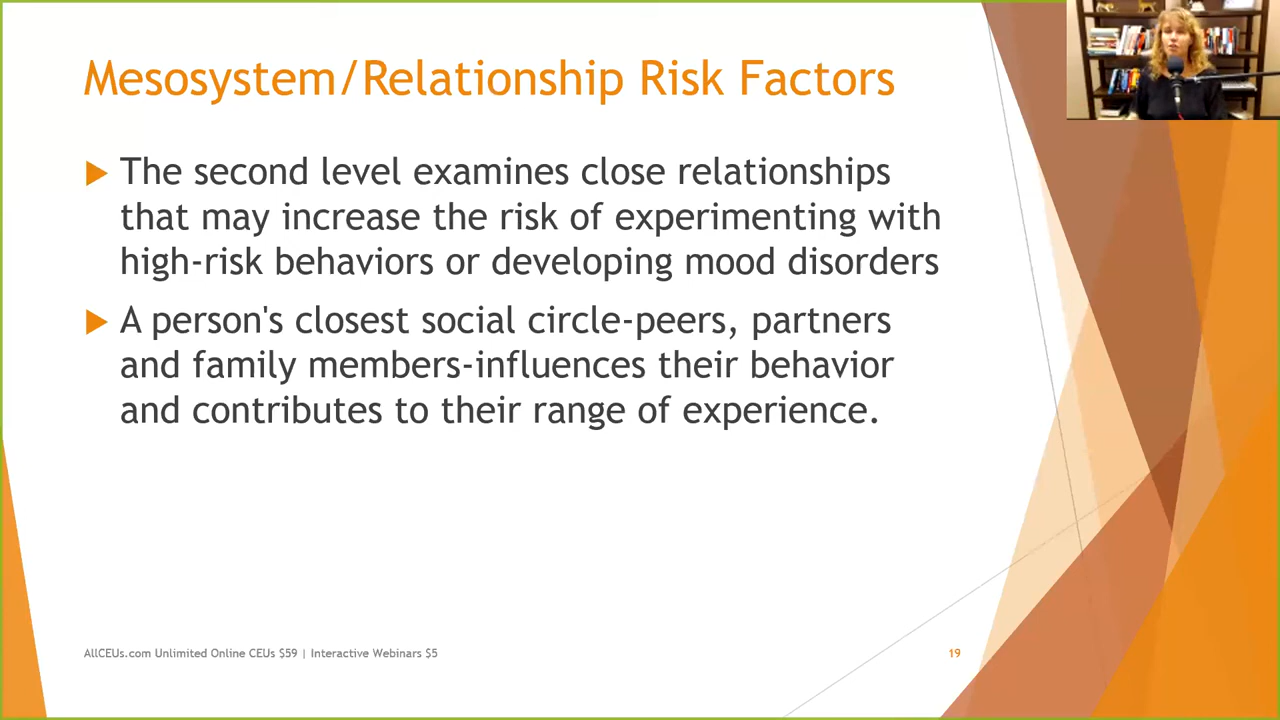 Mesosystem/Relationship Risk Factors
The second level examines close relationships
that may increase the risk of experimenting with
high-risk behaviors or developing mood disorders
A person's closest social circle-peers, partners
and family members-influences their behavior
and contributes to their range of experience.
AllCEUs.com Unlimited Online CEUs $59 | Interactive Webinars $5
19